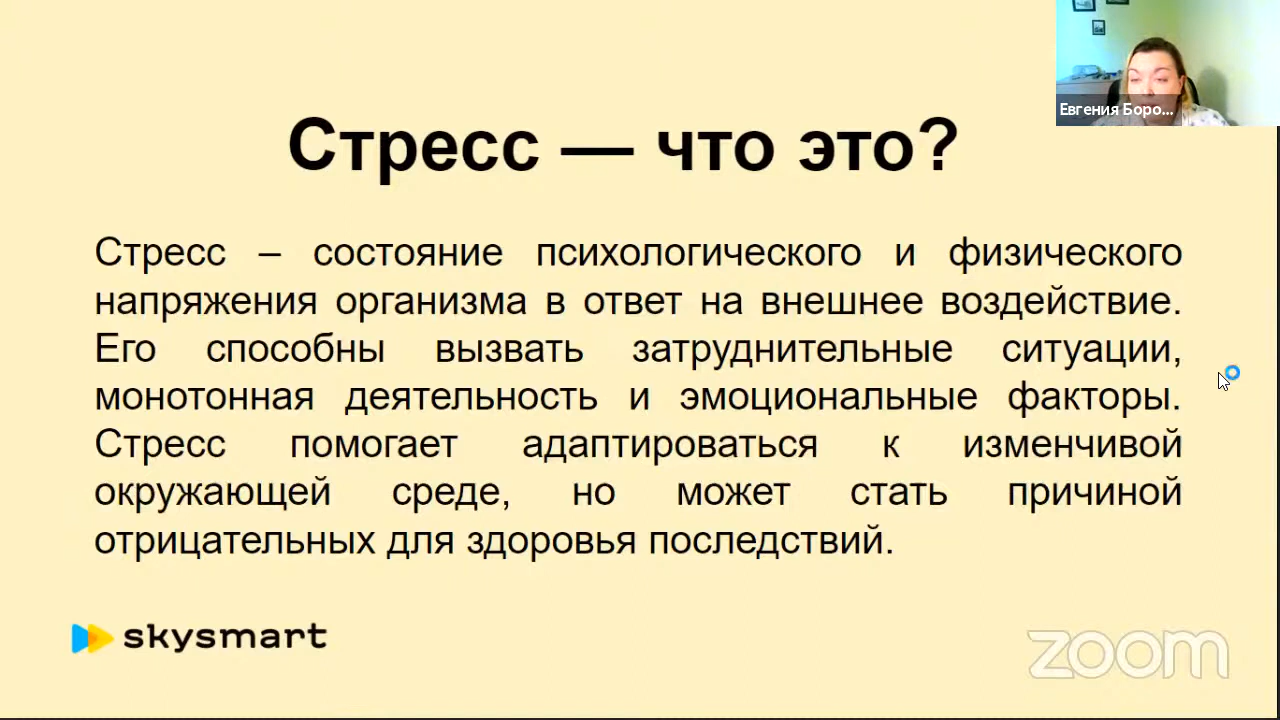 Евгения Боро...
Стресс — что это?
Стресс – состояние психологического и физического
напряжения организма в ответ на внешнее воздействие.
Его способны вызвать затруднительные ситуации,
монотонная деятельность и эмоциональные факторы.
Стресс помогает адаптироваться к изменчивой
окружающей среде, но может стать причиной
отрицательных для здоровья последствий.
skysmart
zoom